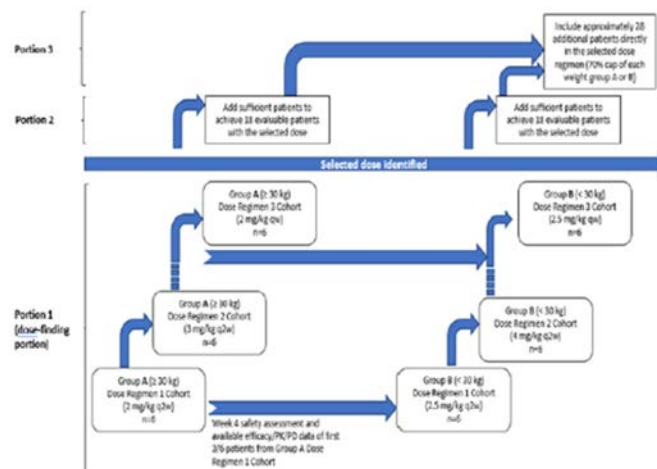 Portion 3
Include approximately 28
additional patients directly
in the selected dose
regimen (70% cap of each
weight group A or B)
Portion 2
Add sufficient patients to
achieve 18 evaluable patients
with the selected dose
Add sufficient patients to
achieve 18 evaluable patients
with the selected dose
Selected dose identified
Portion 1
(dose-finding
portion)
Group A (≥ 30 kg)
Dose Regimen 3 Cohort
(2 mg/kg qw)
n=6
Group B (< 30 kg)
Dose Regimen 3 Cohort
(2.5 mg/kg qw)
n=6
Group A (≥ 30 kg)
Dose Regimen 2 Cohort
(3 mg/kg q2w)
n=6
Group B (< 30 kg)
Dose Regimen 2 Cohort
(4 mg/kg q2w)
n=6
Group A (≥ 30 kg)
Dose Regimen 1 Cohort
(2 mg/kg q2w)
n=6
Group B (< 30 kg)
Dose Regimen 1 Cohort
(2.5 mg/kg q2w)
n=6
Week 4 safety assessment and
available efficacy/PK/PD data of first
3/6 patients from Group A Dose
Regimen 1 Cohort